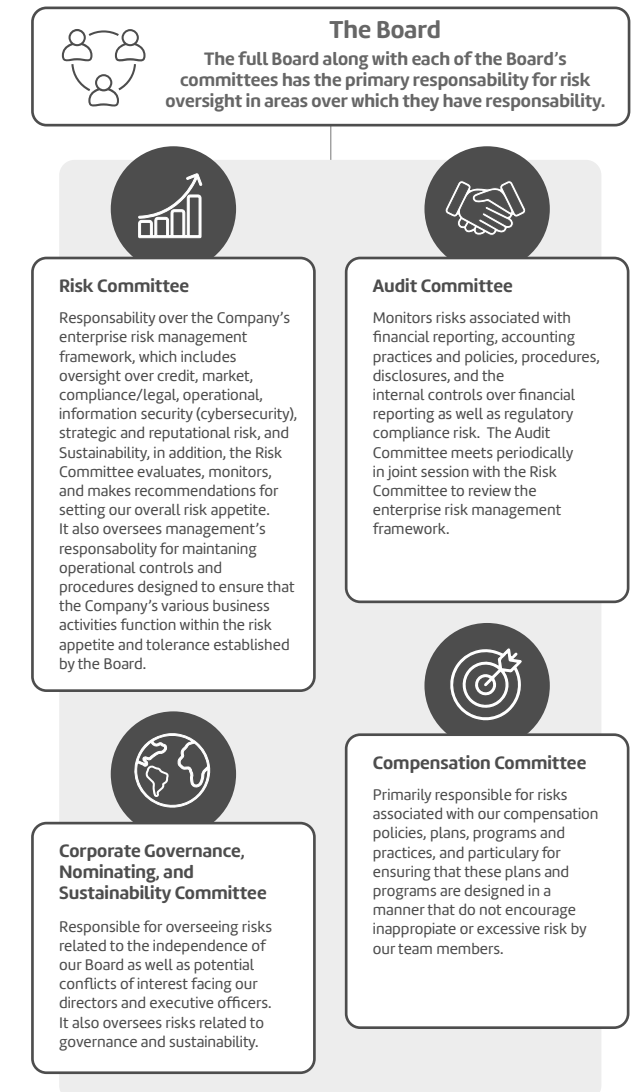 The Board
The full Board along with each of the Board's
committees has the primary responsability for risk
oversight in areas over which they have responsability.
Risk Committee
Responsability over the Company's
enterprise risk management
framework, which includes
oversight over credit, market,
compliance/legal, operational,
information security (cybersecurity),
strategic and reputational risk, and
Sustainability, in addition, the Risk
Committee evaluates, monitors,
and makes recommendations for
setting our overall risk appetite.
It also oversees management's
responsabolity for maintaning
operational controls and
procedures designed to ensure that
the Company's various business
activities function within the risk
appetite and tolerance established
by the Board.
Audit Committee
Monitors risks associated with
financial reporting, accounting
practices and policies, procedures,
disclosures, and the
internal controls over financial
reporting as well as regulatory
compliance risk.  The Audit
Committee meets periodically
in joint session with the Risk
Committee to review the
enterprise risk management
framework.
Corporate Governance,
Nominating, and
Sustainability Committee
Responsible for overseeing risks
related to the independence of
our Board as well as potential
conflicts of interest facing our
directors and executive officers.
It also oversees risks related to
governance and sustainability.
Compensation Committee
Primarily responsible for risks
associated with our compensation
policies, plans, programs and
practices, and particulary for
ensuring that these plans and
programs are designed in a
manner that do not encourage
inappropiate or excessive risk by
our team members.